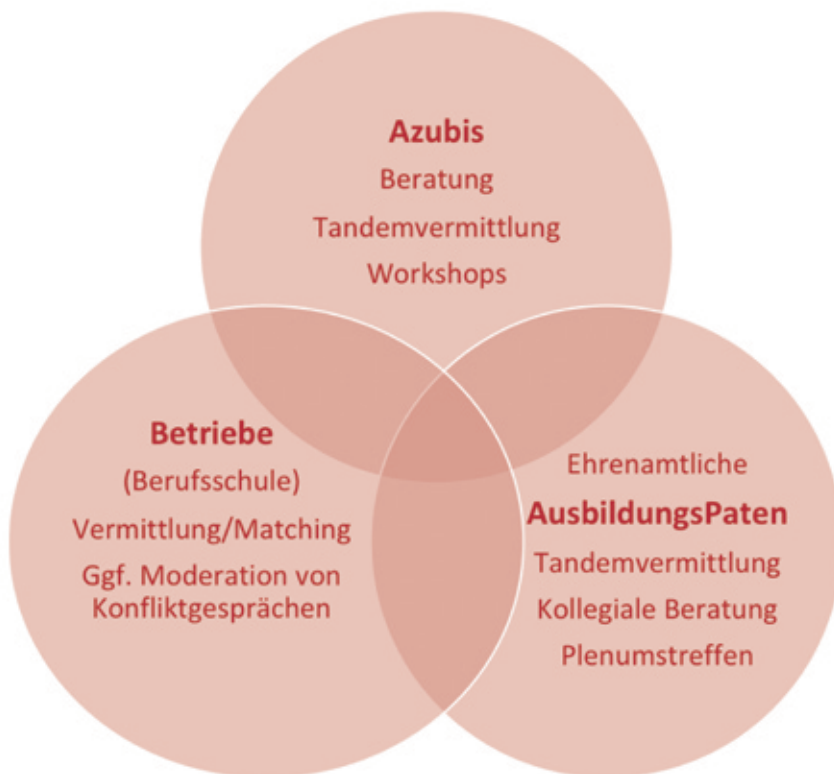 Azubis
Beratung
Tandemvermittlung
Workshops
Betriebe
(Berufsschule)
Vermittlung/Matching
Ggf. Moderation von
Konfliktgesprächen
Ehrenamtliche
AusbildungsPaten
Tandemvermittlung
Kollegiale Beratung
Plenumstreffen